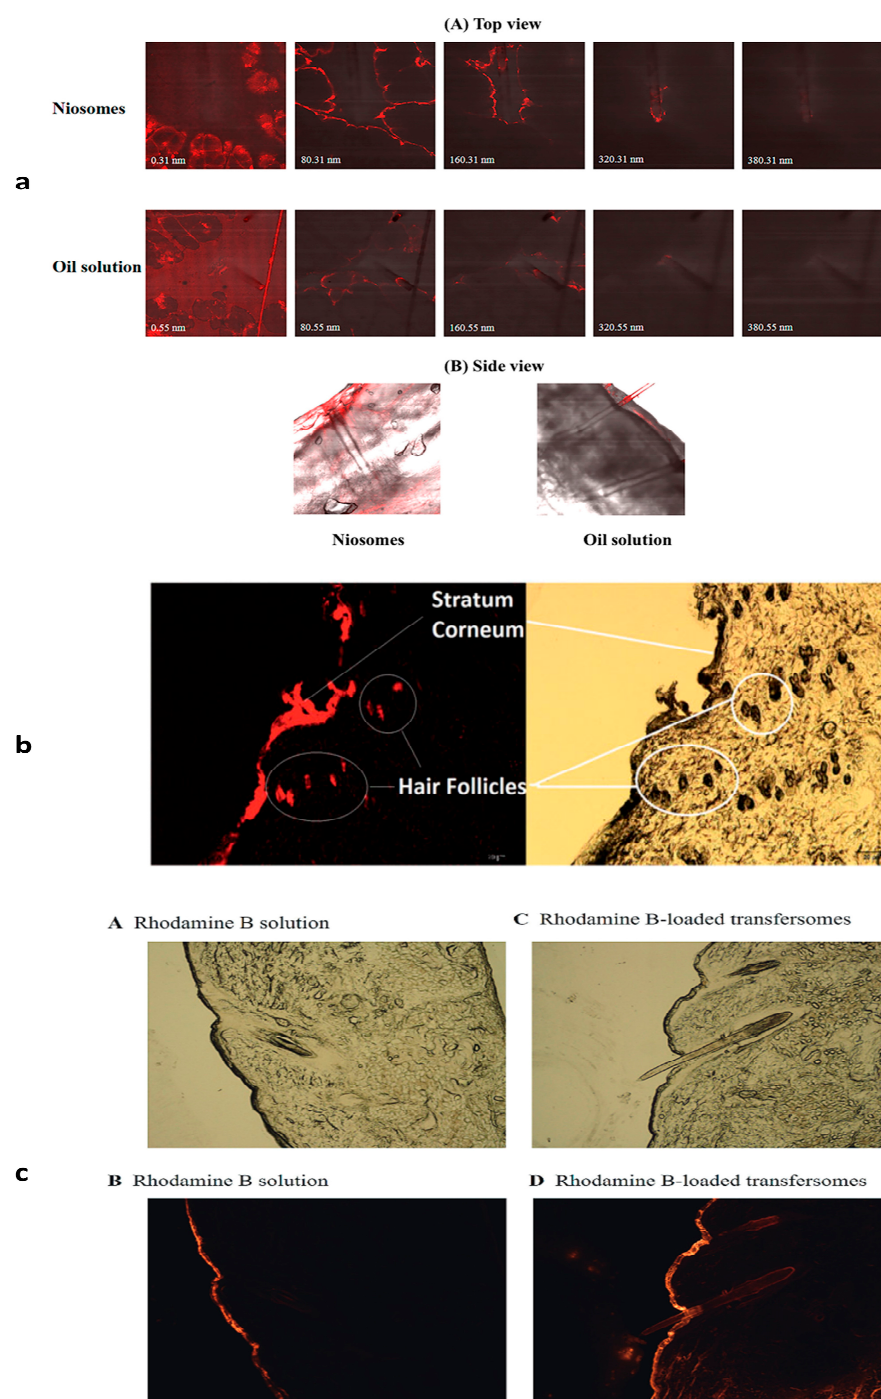 (A) Top view
Niosomes
0.31 nm
80.31 nm
160.31 nm
320.31 nm
380.31 nm
a
Oil solution
0.55 nm
80.55 nm
160.55 nm
320.55 nm
380.55 nm
(B) Side view
Niosomes
Oil solution
Stratum
Corneum
b
Hair Follicles
A Rhodamine B solution
C Rhodamine B-loaded transfersomes
c
B Rhodamine B solution
D Rhodamine B-loaded transfersomes